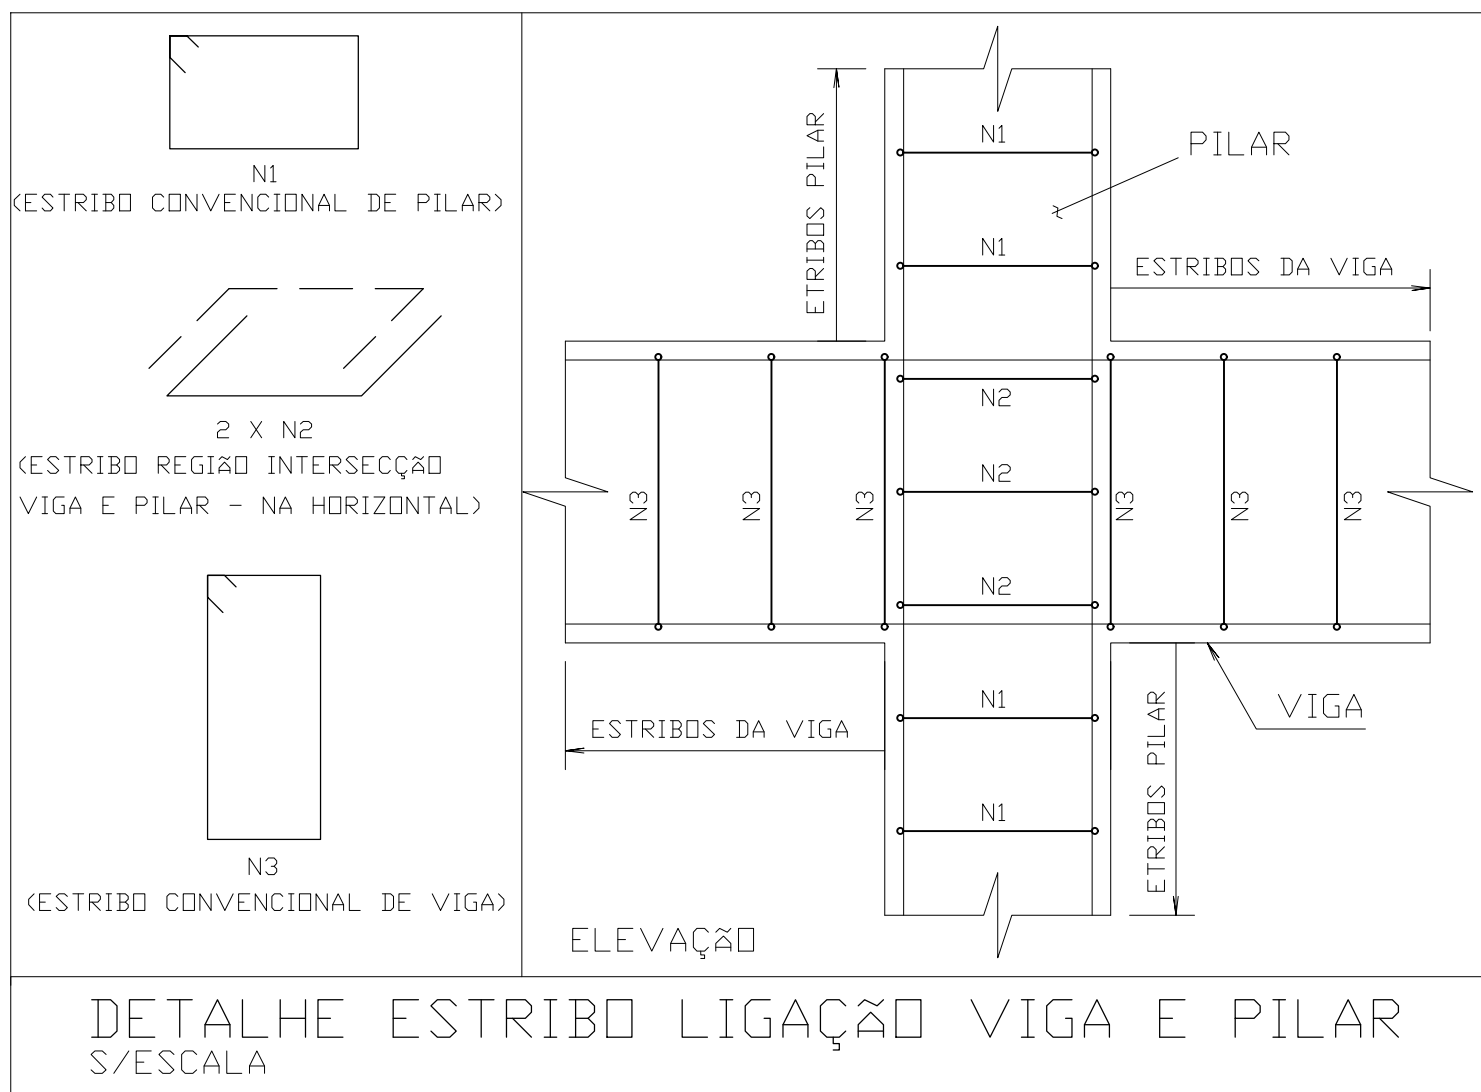 N1
(ESTRIBO CONVENCIONAL DE PILAR)
2 X N2
(ESTRIBO REGIÃO INTERSECÇÃO
VIGA E PILAR - NA HORIZONTAL)
N3
(ESTRIBO CONVENCIONAL DE VIGA)
ETRIBOS PILAR
N1
PILAR
N1
ESTRIBOS DA VIGA
N2
N3
N3
N3
N2
N3
N3
N3
N2
N1
ESTRIBOS DA VIGA
ETRIBOS PILAR
VIGA
N1
ELEVAÇÃO
DETALHE ESTRIBO LIGAÇÃO VIGA E PILAR
S/ESCALA